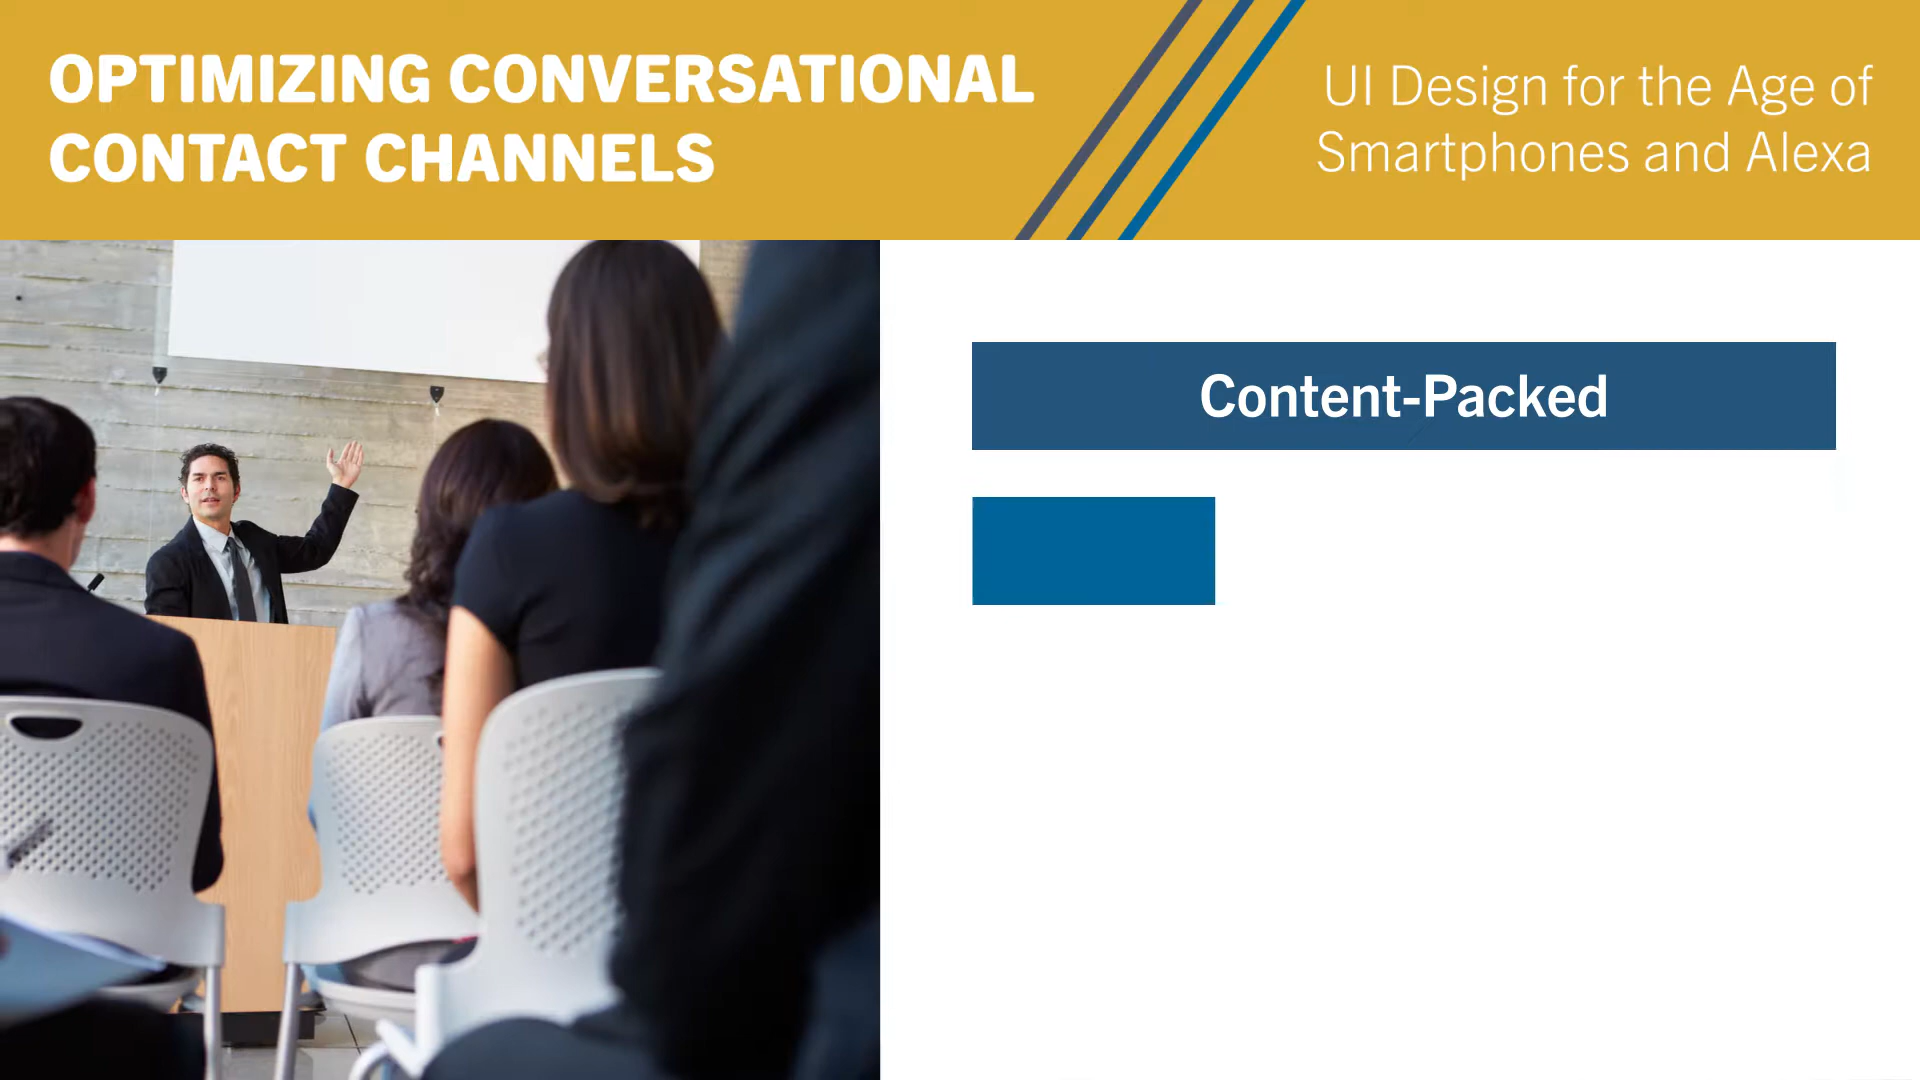 OPTIMIZING CONVERSATIONAL
CONTACT CHANNELS
UI Design for the Age of
Smartphones and Alexa
Content-Packed